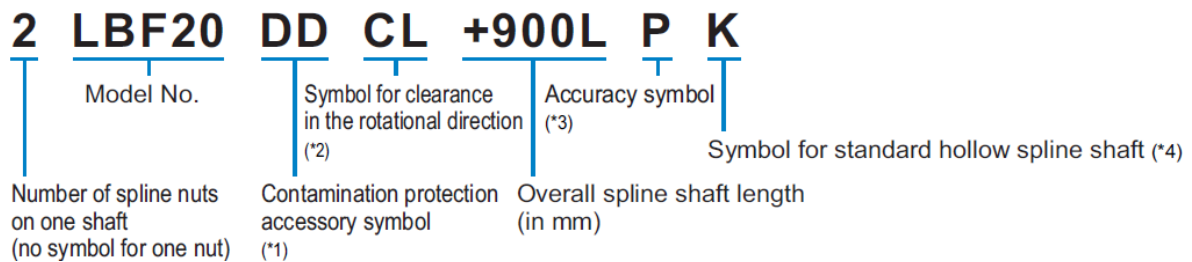 2 LBF20 DD CL +900L P K
Model No.
Symbol for clearance
in the rotational direction
(*2)
Accuracy symbol
(*3)
Symbol for standard hollow spline shaft (*4)
Number of spline nuts
on one shaft
(no symbol for one nut)
Contamination protection
accessory symbol
(*1)
Overall spline shaft length
(in mm)